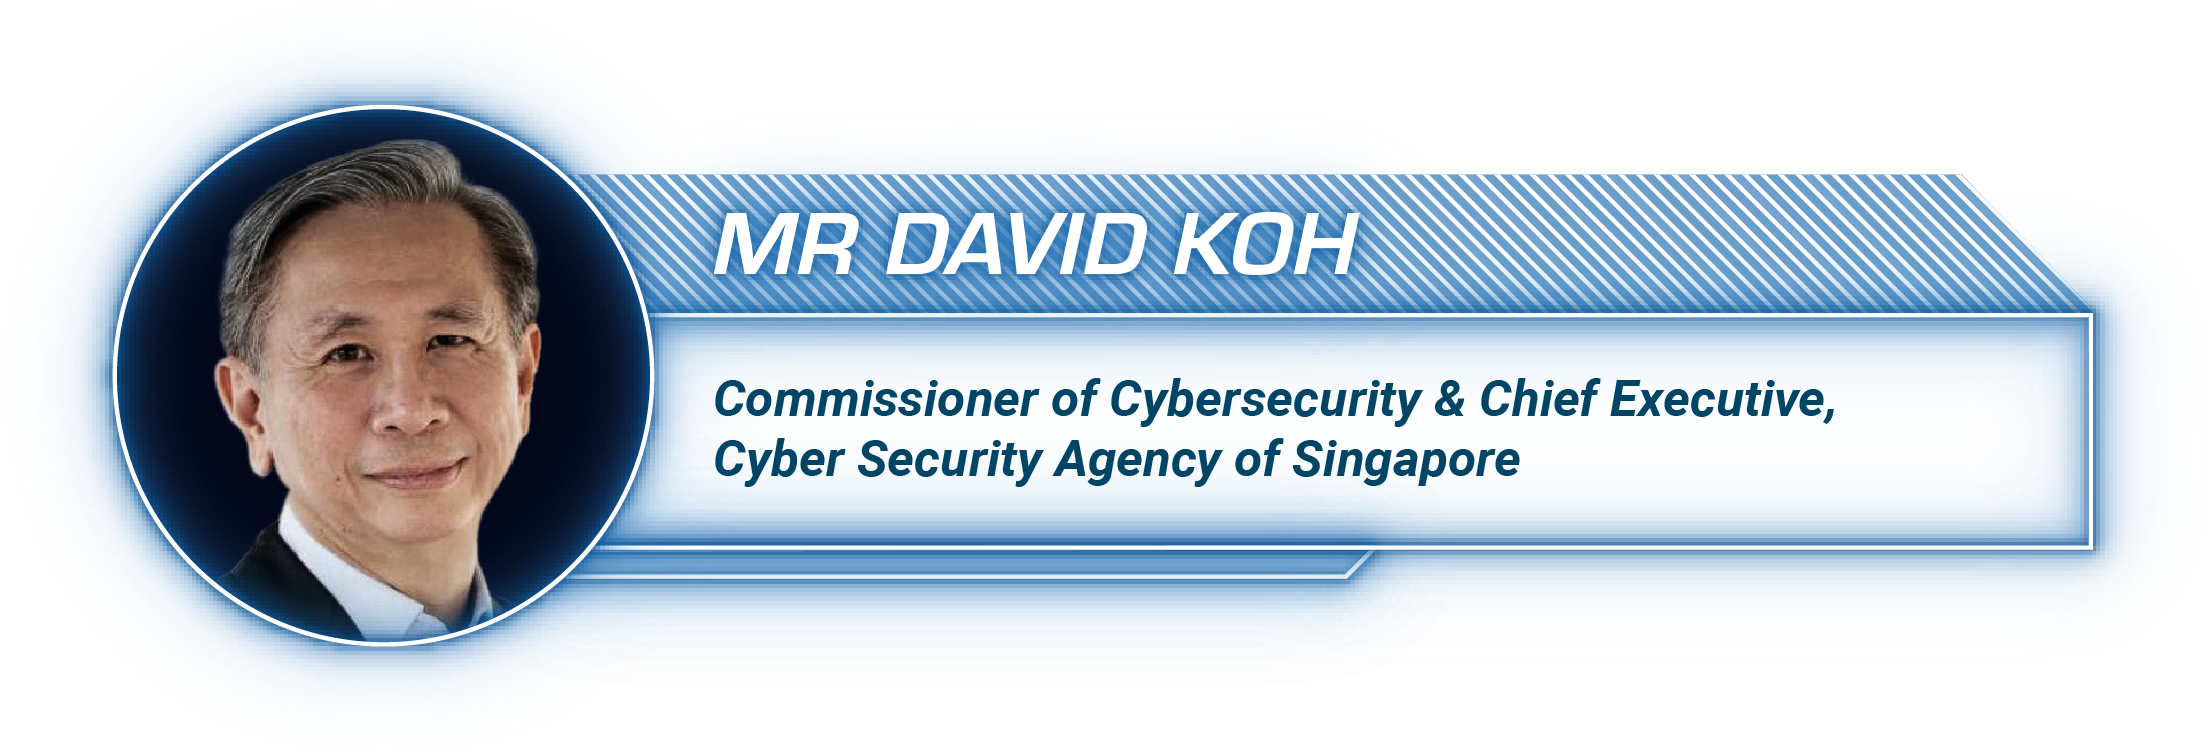 MR DAVID KOH
Commissioner of Cybersecurity & Chief Executive,
Cyber Security Agency of Singapore